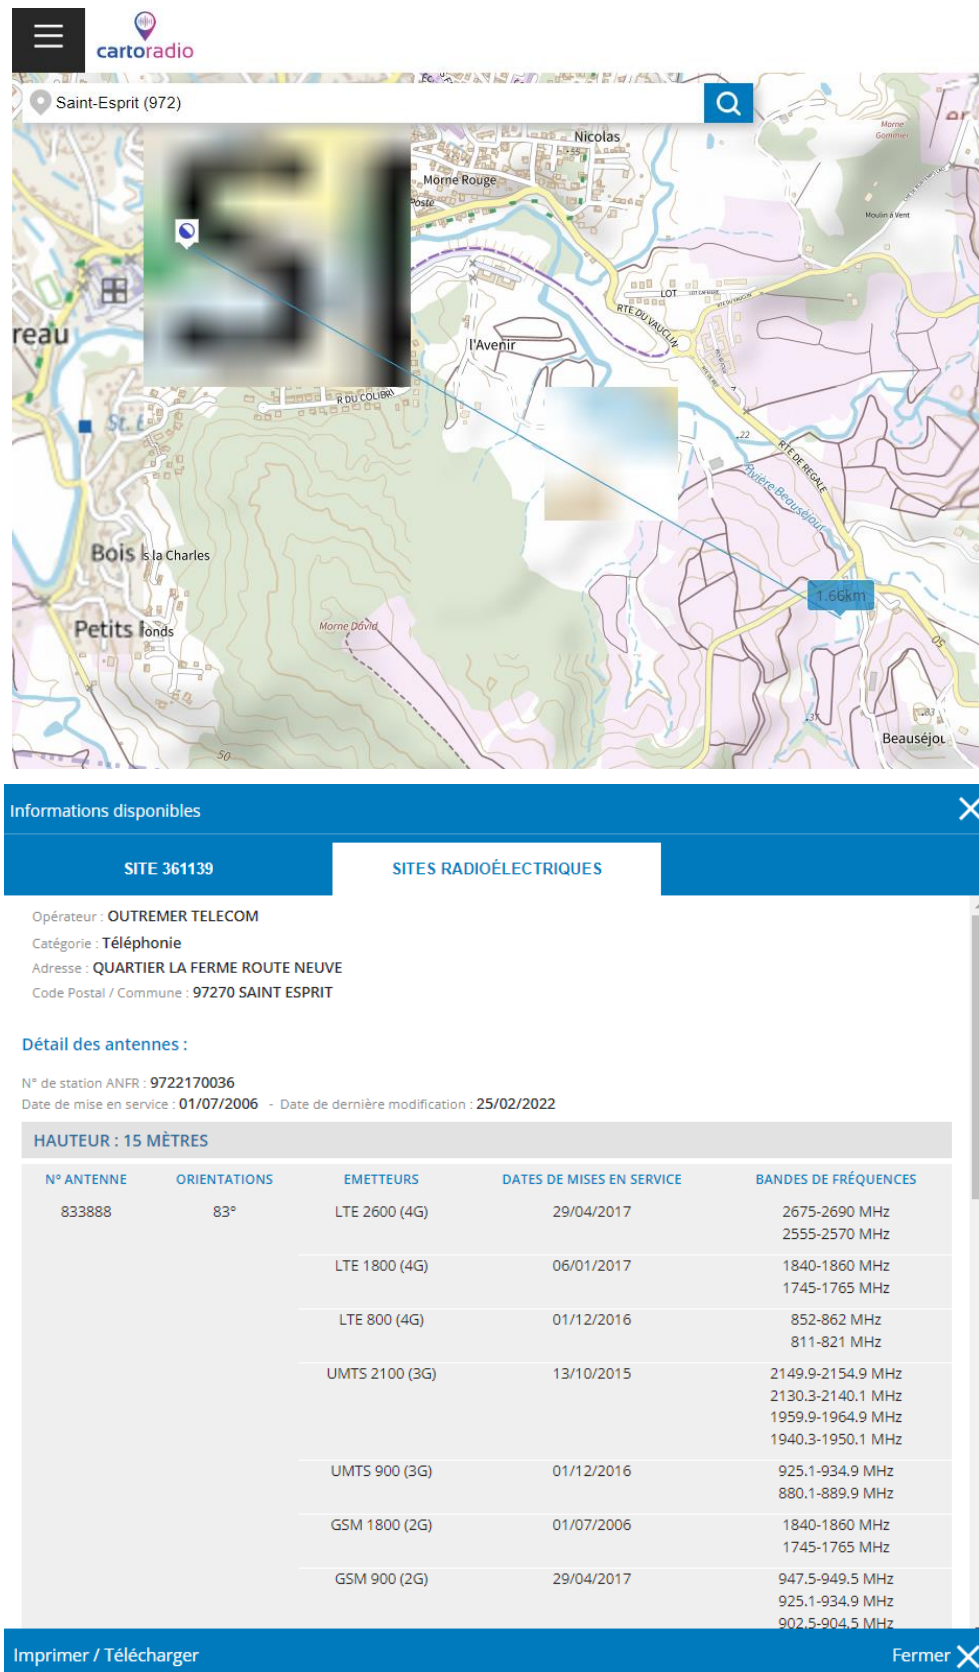 cartoradio
Saint-Esprit (972)
Nicolas
55
Morne
Gommier
Morne Rouge
Poste
Moulin à Vent
LOT
RTE DU VAUCLIN
reau
l'Avenir
R DU COLIBRI
St. E
22
RTE DE REGALE
Rivière Beauséjour
Bois
s la Charles
1.66km
Petits
Fonds
Morne David
50
37
83
50
Beauséjou
Informations disponibles
SITE 361139
SITES RADIOÉLECTRIQUES
Opérateur : OUTREMER TELECOM
Catégorie : Téléphonie
Adresse : QUARTIER LA FERME ROUTE NEUVE
Code Postal / Commune : 97270 SAINT ESPRIT
Détail des antennes :
N° de station ANFR : 9722170036
Date de mise en service : 01/07/2006 - Date de dernière modification : 25/02/2022
HAUTEUR : 15 MÈTRES
N° ANTENNE ORIENTATIONS EMETTEURS DATES DE MISES EN SERVICE BANDES DE FRÉQUENCES
833888 83° LTE 2600 (4G) 29/04/2017 2675-2690 MHz
2555-2570 MHz
LTE 1800 (4G) 06/01/2017 1840-1860 MHz
1745-1765 MHz
LTE 800 (4G) 01/12/2016 852-862 MHz
811-821 MHz
UMTS 2100 (3G) 13/10/2015 2149.9-2154.9 MHz
2130.3-2140.1 MHz
1959.9-1964.9 MHz
1940.3-1950.1 MHz
UMTS 900 (3G) 01/12/2016 925.1-934.9 MHz
880.1-889.9 MHz
GSM 1800 (2G) 01/07/2006 1840-1860 MHz
1745-1765 MHz
GSM 900 (2G) 29/04/2017 947.5-949.5 MHz
925.1-934.9 MHz
902.5-904.5 MHz
Imprimer / Télécharger
Fermer